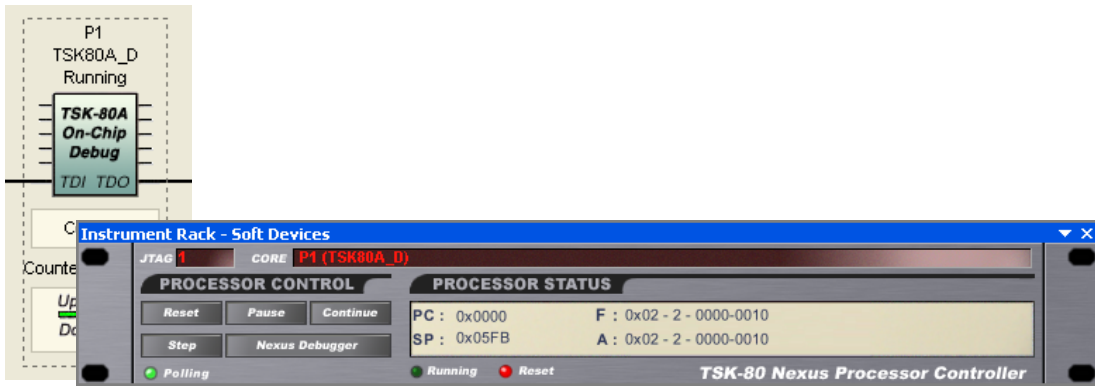 P1
TSK80A_D
Running
TSK-80A
On-Chip
Debug
TDI TDO
Instrument Rack - Soft Devices
JTAG 1 CORE P1 (TSK80A_D)
PROCESSOR CONTROL PROCESSOR STATUS
Reset Pause Continue
PC : 0x0000 F : 0x02 - 2 - 0000-0010
Step Nexus Debugger
SP : 0x05FB A : 0x02 - 2 - 0000-0010
Polling Running Reset TSK-80 Nexus Processor Controller